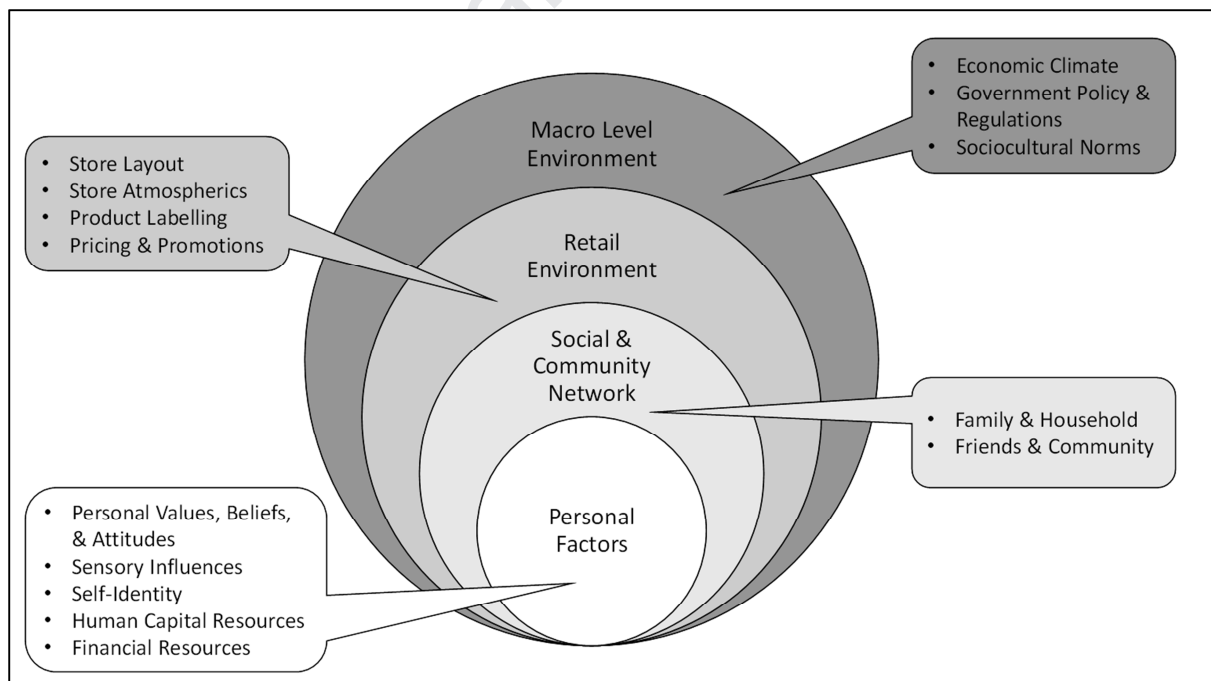 Macro Level
Environment
Retail
Environment
Social &
Community
Network
Personal
Factors
• Store Layout
• Store Atmospherics
• Product Labelling
• Pricing & Promotions
• Economic Climate
• Government Policy &
Regulations
• Sociocultural Norms
• Family & Household
• Friends & Community
• Personal Values, Beliefs,
& Attitudes
• Sensory Influences
• Self-Identity
• Human Capital Resources
• Financial Resources